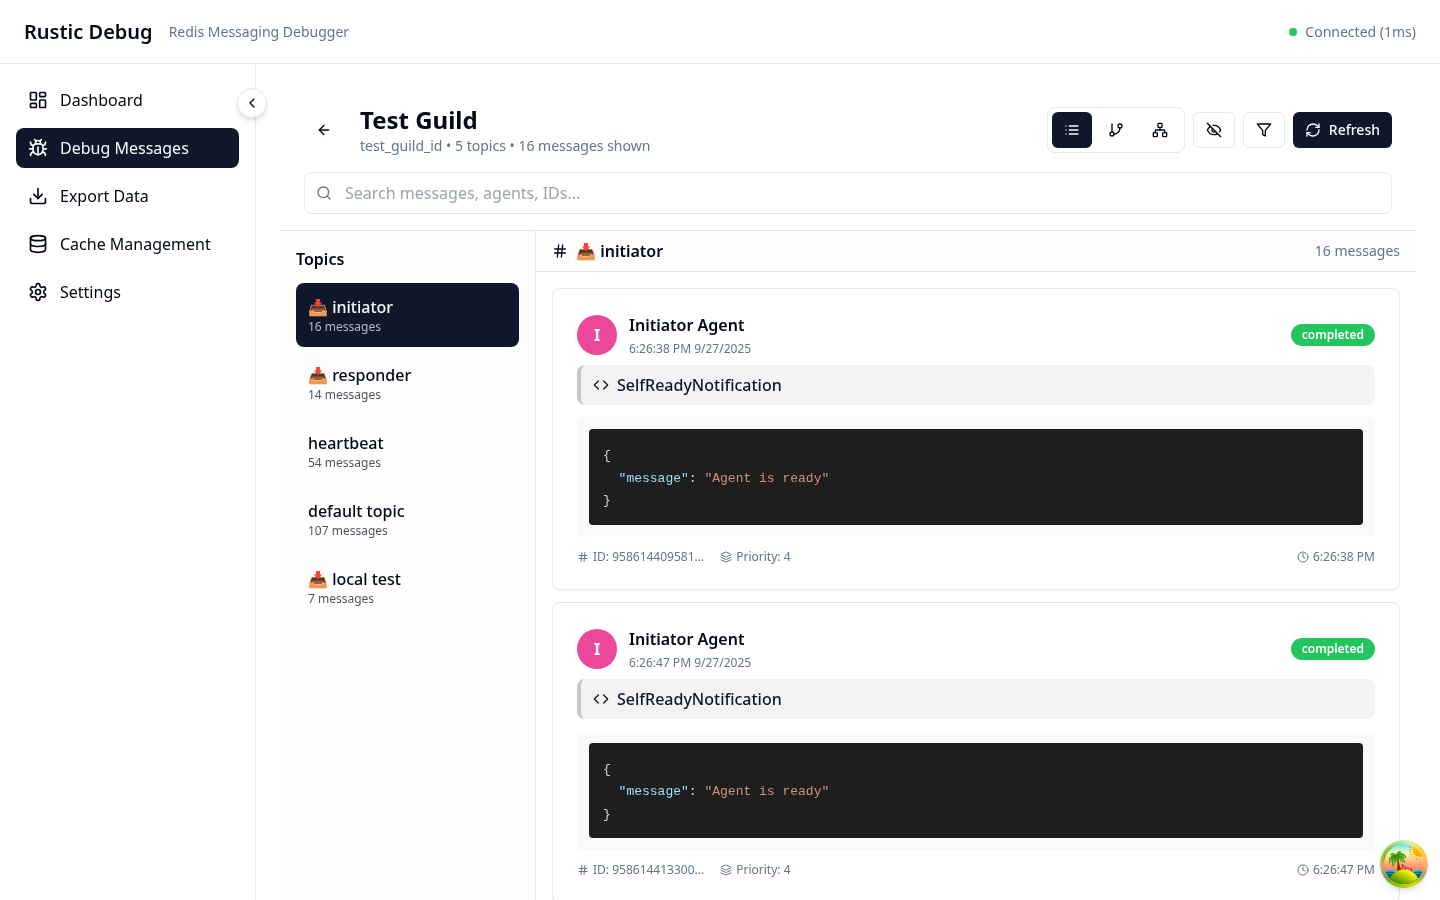 Rustic Debug
Redis Messaging Debugger
Connected (1ms)
Dashboard
Debug Messages
Export Data
Cache Management
Settings
Test Guild
test_guild_id • 5 topics • 16 messages shown
Refresh
Search messages, agents, IDs...
Topics
initiator
16 messages
responder
14 messages
heartbeat
54 messages
default topic
107 messages
local test
7 messages
# initiator
16 messages
I
Initiator Agent
6:26:38 PM 9/27/2025
completed
<> SelfReadyNotification
{
"message": "Agent is ready"
}
# ID: 958614409581...
Priority: 4
6:26:38 PM
I
Initiator Agent
6:26:47 PM 9/27/2025
completed
<> SelfReadyNotification
{
"message": "Agent is ready"
}
# ID: 958614413300...
Priority: 4
6:26:47 PM